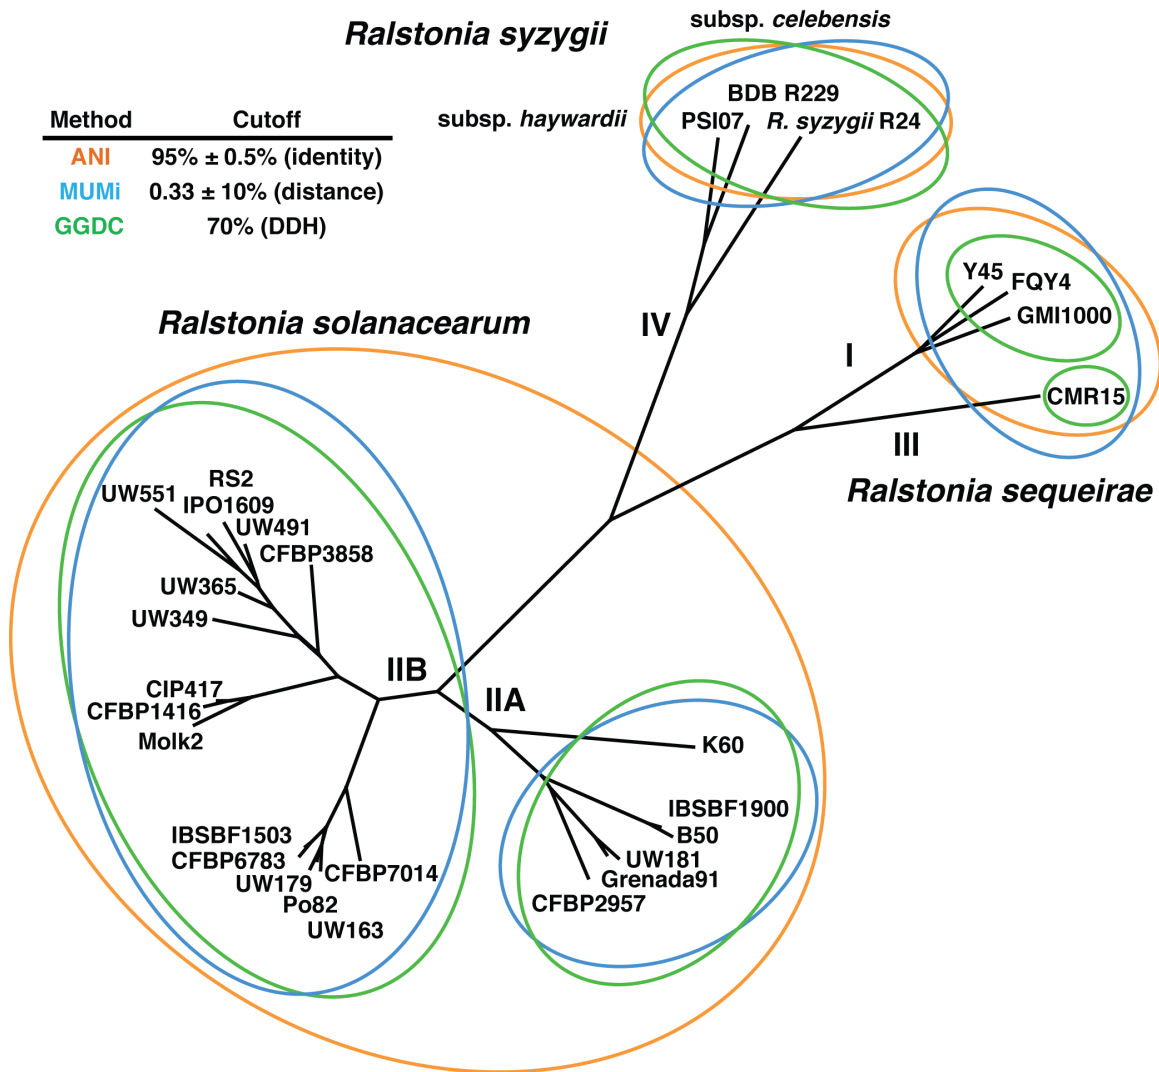 subsp. celebensis
Ralstonia syzygii
BDB R229
subsp. haywardii
PSI07
R. syzygii R24
Method Cutoff
ANI 95% ± 0.5% (identity)
MUMi 0.33 ± 10% (distance)
GGDC 70% (DDH)
Y45
FQY4
GMI1000
IV
I
CMR15
III
Ralstonia sequeirae
Ralstonia solanacearum
RS2
UW551
IPO1609
UW491
CFBP3858
UW365
UW349
IIB
IIA
CIP417
CFBP1416
Molk2
K60
IBSBF1900
B50
UW181
Grenada91
CFBP2957
IBSBF1503
CFBP6783
CFBP7014
UW179
Po82
UW163